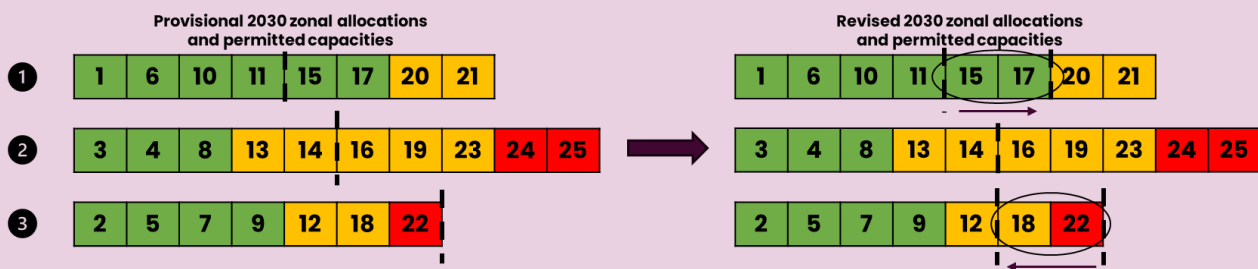 Provisional 2030 zonal allocations
and permitted capacities
1 1 6 10 11 15 17 20 21
2 3 4 8 13 14 16 19 23 24 25
3 2 5 7 9 12 18 22
Revised 2030 zonal allocations
and permitted capacities
1 6 10 11 15 17 20 21
3 4 8 13 14 16 19 23 24 25
2 5 7 9 12 18 22